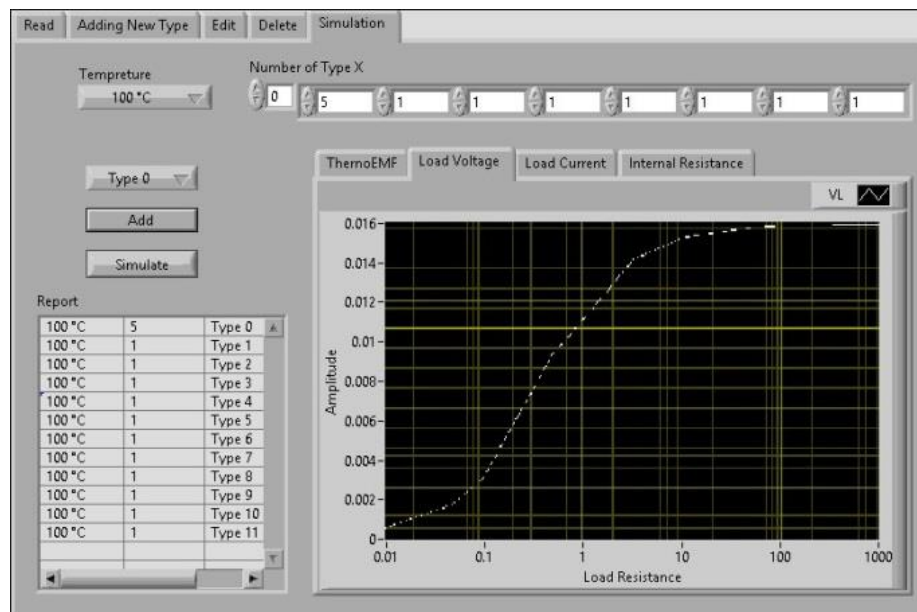 Read Adding New Type Edit Delete Simulation
Tempreture
100 °C
Number of Type X
0 5 1 1 1 1 1 1 1
Type 0
Add
Simulate
Report
100 °C 5 Type 0
100 °C 1 Type 1
100 °C 1 Type 2
100 °C 1 Type 3
100 °C 1 Type 4
100 °C 1 Type 5
100 °C 1 Type 6
100 °C 1 Type 7
100 °C 1 Type 8
100 °C 1 Type 9
100 °C 1 Type 10
100 °C 1 Type 11
ThemoEMF Load Voltage Load Current Internal Resistance
VL
Amplitude
0.016
0.014
0.012
0.01
0.008
0.006
0.004
0.002
0
0.01 0.1 1 10 100 1000
Load Resistance